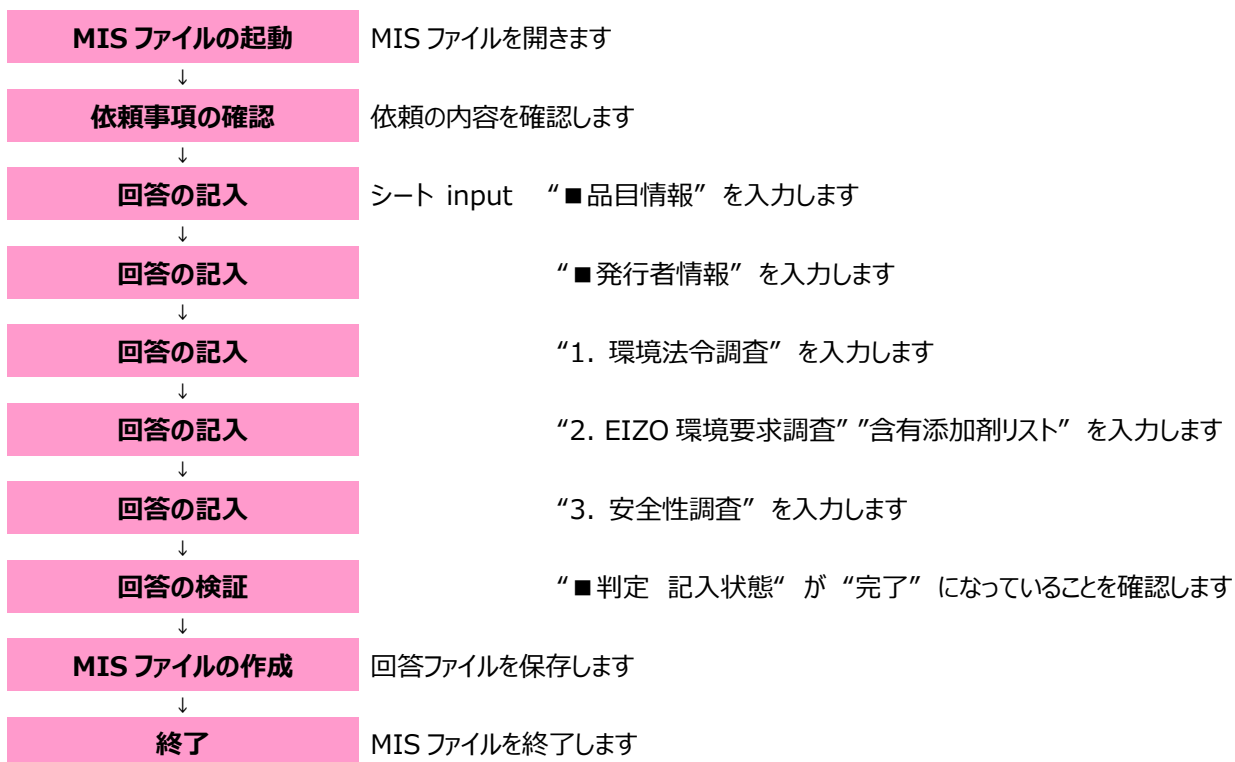 MIS ファイルの起動 MIS ファイルを開きます
↓
依頼事項の確認 依頼の内容を確認します
↓
回答の記入 シート input “■品目情報” を入力します
↓
回答の記入 “■発行者情報” を入力します
↓
回答の記入 “1. 環境法令調査” を入力します
↓
回答の記入 “2. EIZO 環境要求調査” ”含有添加剤リスト” を入力します
↓
回答の記入 “3. 安全性調査” を入力します
↓
回答の検証 “■判定 記入状態“ が “完了” になっていることを確認します
↓
MIS ファイルの作成 回答ファイルを保存します
↓
終了 MIS ファイルを終了します